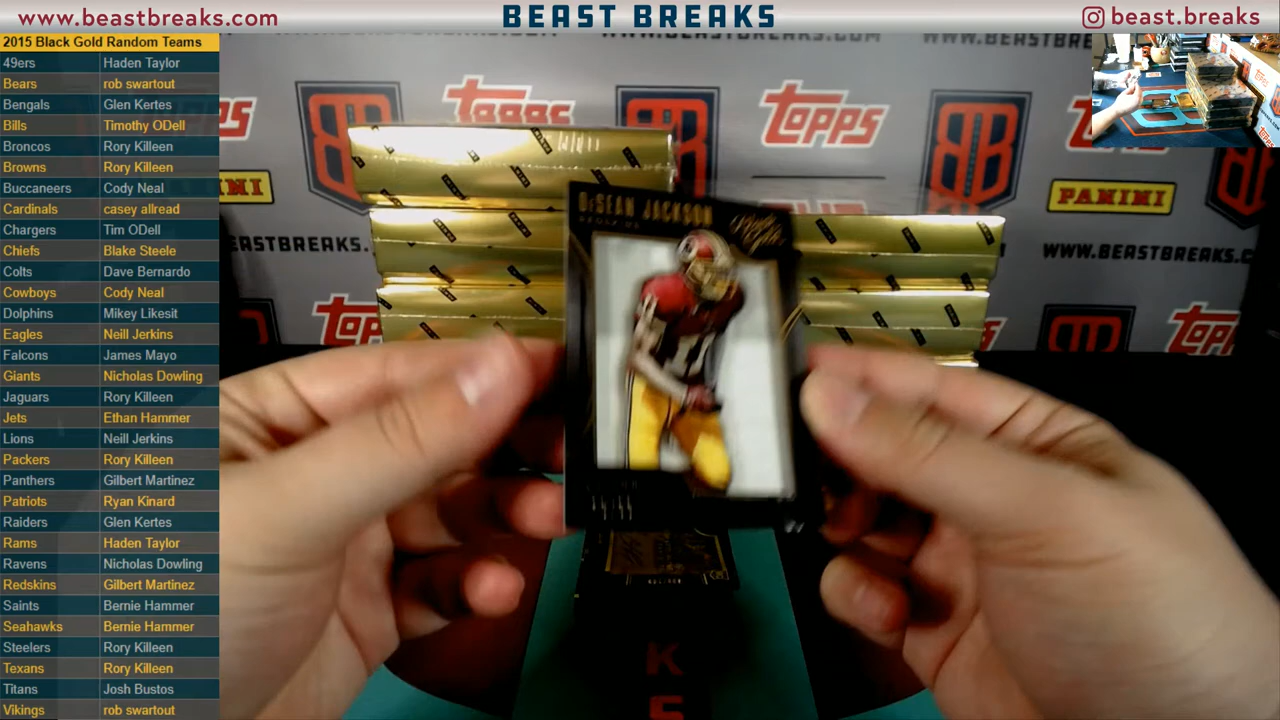 www.beastbreaks.com
BEAST BREAKS
beast.breaks
2015 Black Gold Random Teams
49ers Haden Taylor
Bears rob swartout
Bengals Glen Kertes
Bills Timothy ODell
Broncos Rory Killeen
Browns Rory Killeen
Buccaneers Cody Neal
Cardinals casey allread
Chargers Tim ODell
Chiefs Blake Steele
Colts Dave Bernardo
Cowboys Cody Neal
Dolphins Mikey Likesit
Eagles Neill Jerkins
Falcons James Mayo
Giants Nicholas Dowling
Jaguars Rory Killeen
Jets Ethan Hammer
Lions Neill Jerkins
Packers Rory Killeen
Panthers Gilbert Martinez
Patriots Ryan Kinard
Raiders Glen Kertes
Rams Haden Taylor
Ravens Nicholas Dowling
Redskins Gilbert Martinez
Saints Bernie Hammer
Seahawks Bernie Hammer
Steelers Rory Killeen
Texans Rory Killeen
Titans Josh Bustos
Vikings rob swartout
TOPPS
TOPPS
PANINI
DESEAN JACKSON
K
S